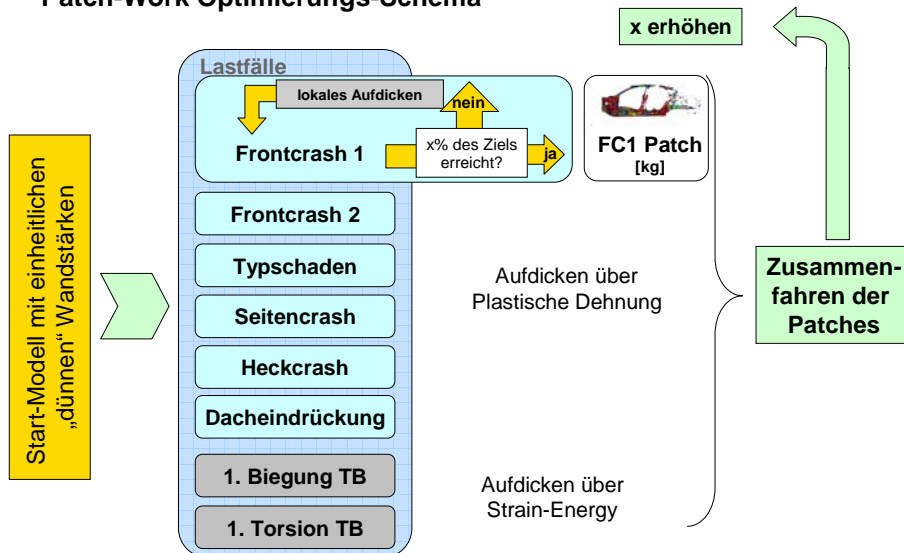 Patch-Work Optimierungs-Schema
x erhöhen
Lastfälle
lokales Aufdicken
nein
Frontcrash 1
x% des Ziels
erreicht?
ja
FC1 Patch
[kg]
Start-Modell mit einheitlichen
„dünnen“ Wandstärken
Frontcrash 2
Typschaden
Seitencrash
Heckcrash
Dacheindrückung
1. Biegung TB
1. Torsion TB
Aufdicken über
Plastische Dehnung
Aufdicken über
Strain-Energy
Zusammen-
fahren der
Patches